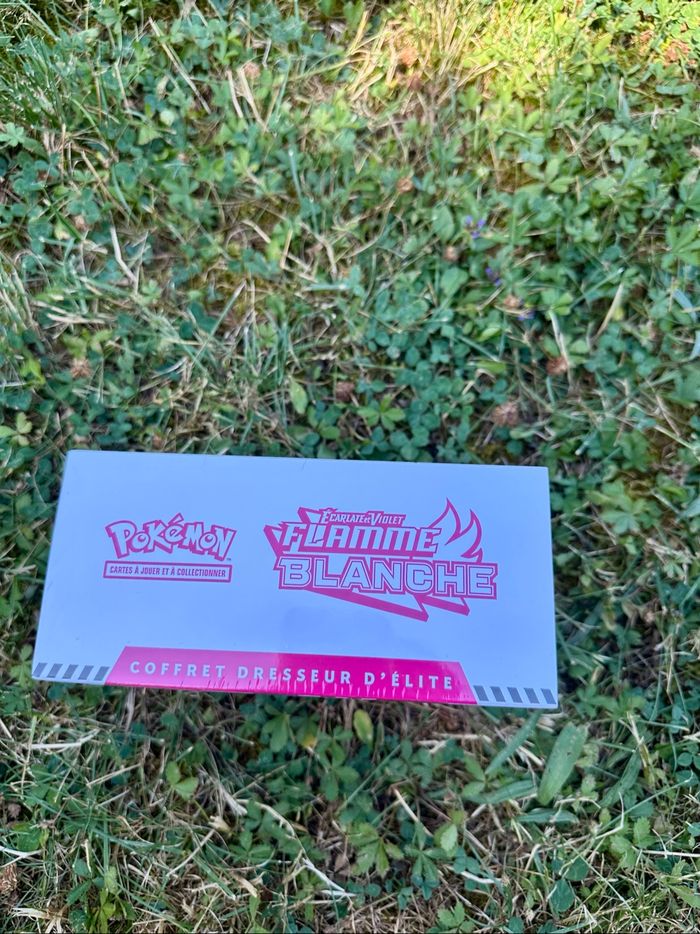 Pokémon
CARTES À JOUER ET À COLLECTIONNER
ÉCARLATE ET VIOLET
FLAMME
BLANCHE
COFFRET DRESSEUR D'ÉLITE